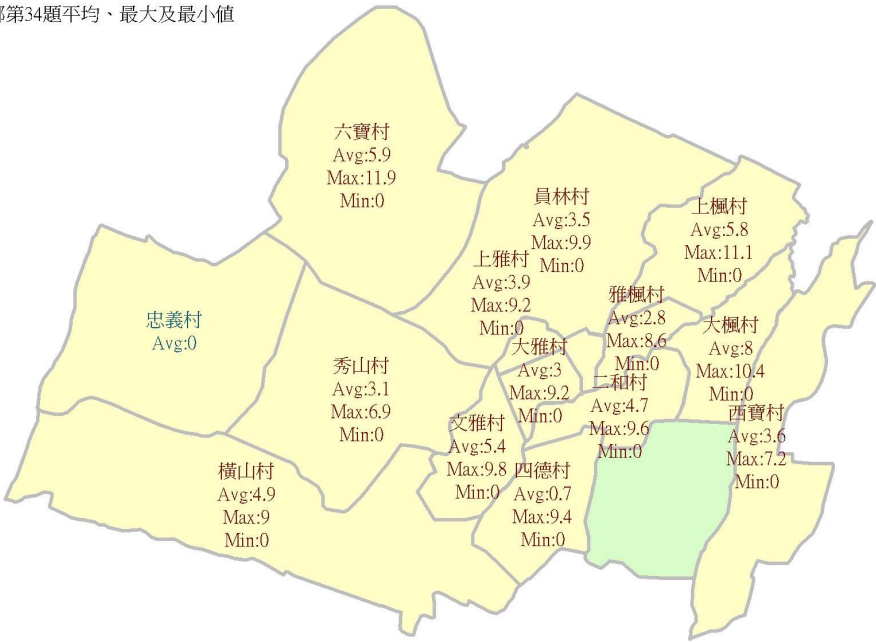 部第34題平均、最大及最小值
六寶村
Avg:5.9
Max:11.9
Min:0
員林村
Avg:3.5
Max:9.9
Min:0
上楓村
Avg:5.8
Max:11.1
Min:0
上雅村
Avg:3.9
Max:9.2
Min:0
雅楓村
Avg:2.8
Max:8.6
Min:0
忠義村
Avg:0
大楓村
Avg:8
Max:10.4
Min:0
大雅村
Avg:3
Max:9.2
Min:0
秀山村
Avg:3.1
Max:6.9
Min:0
二和村
Avg:4.7
Max:9.6
Min:0
西寶村
Avg:3.6
Max:7.2
Min:0
文雅村
Avg:5.4
Max:9.8
Min:0
橫山村
Avg:4.9
Max:9
Min:0
四德村
Avg:0.7
Max:9.4
Min:0